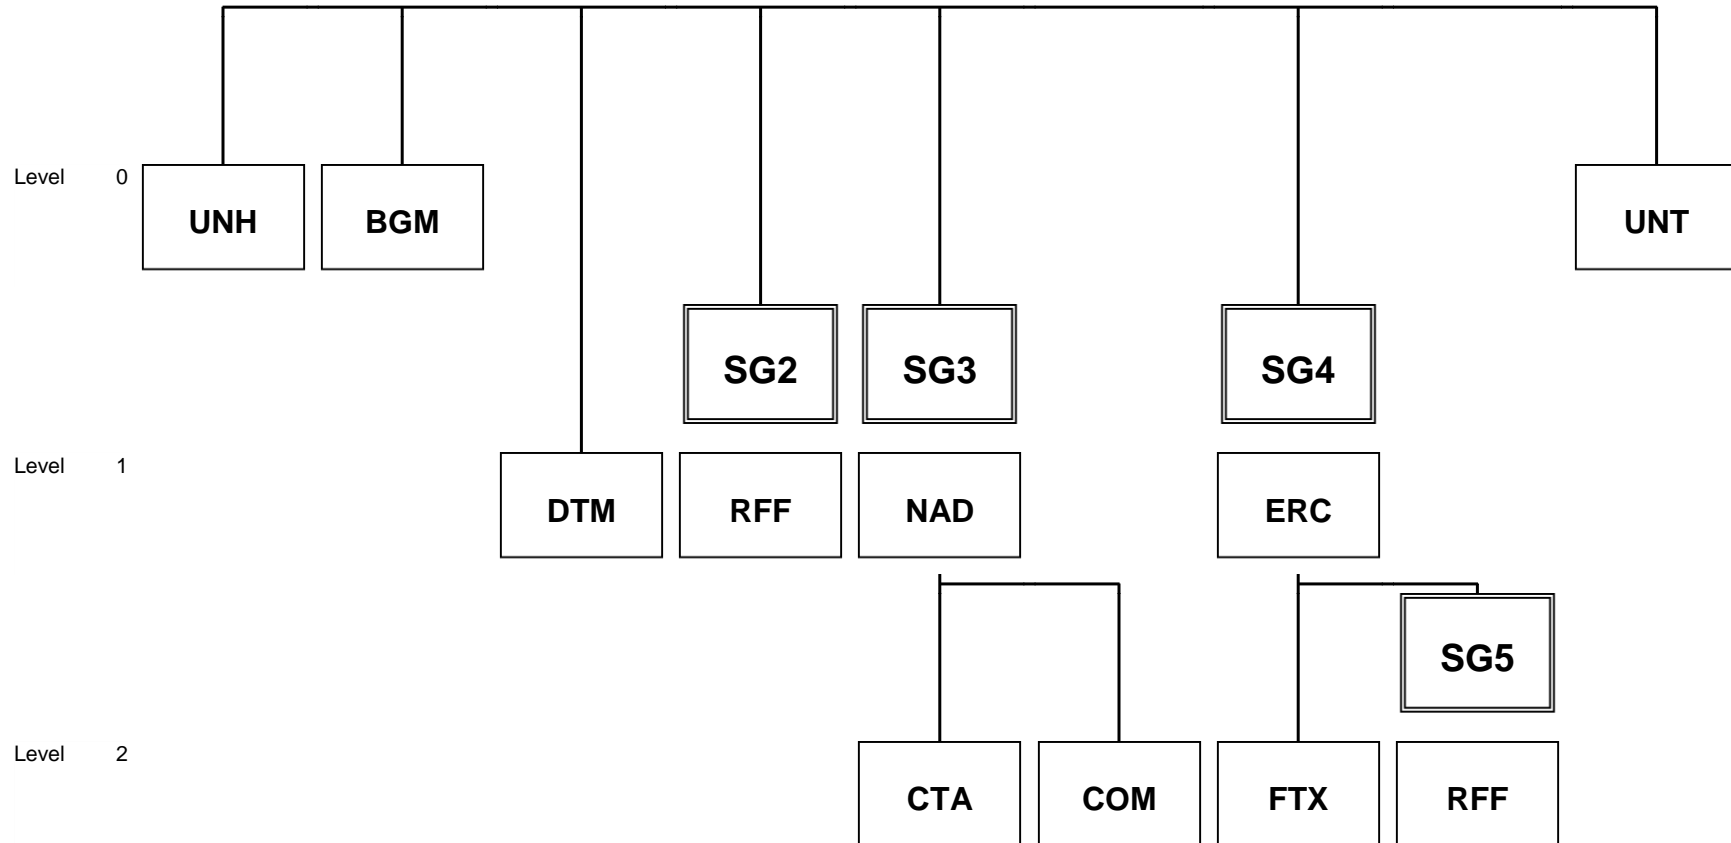 Level 0
UNH BGM UNT
SG2 SG3 SG4
Level 1
DTM RFF NAD ERC
SG5
Level 2
CTA COM FTX RFF